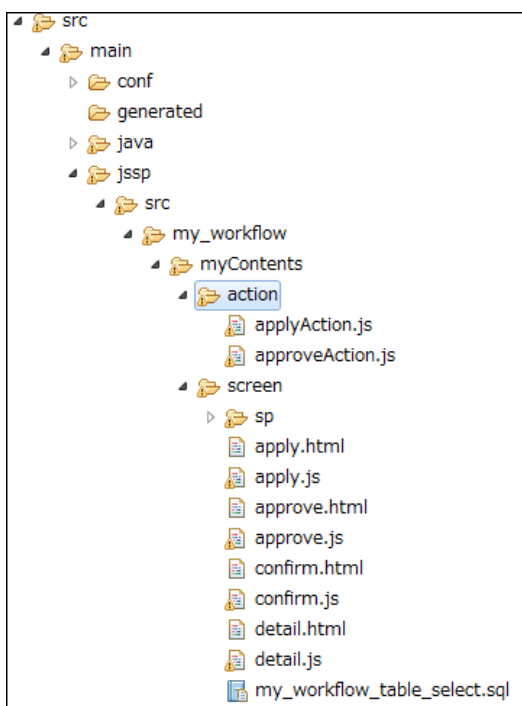 src
main
conf
generated
java
jssp
src
my_workflow
myContents
action
applyAction.js
approveAction.js
screen
sp
apply.html
apply.js
approve.html
approve.js
confirm.html
confirm.js
detail.html
detail.js
my_workflow_table_select.sql